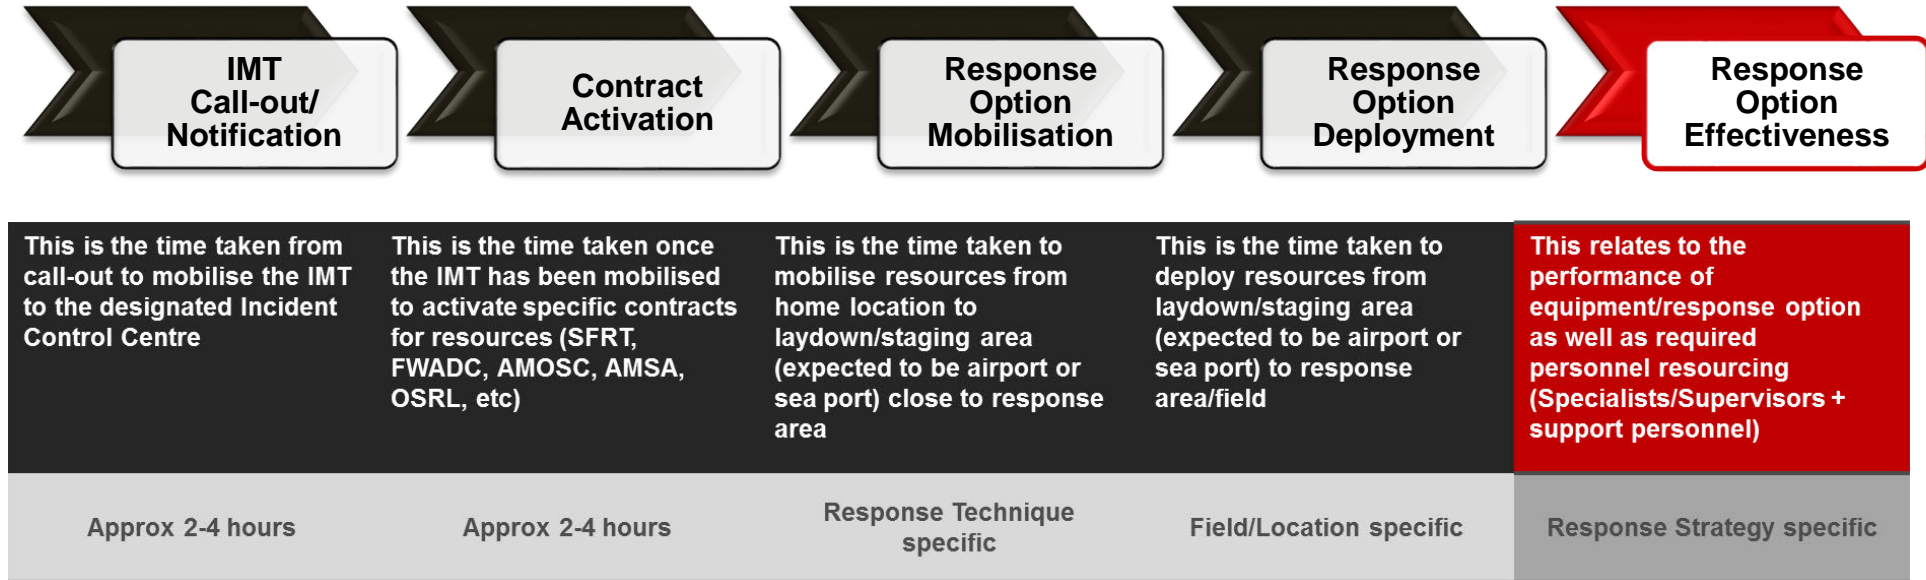 IMT
Call-out/
Notification
Contract
Activation
Response
Option
Mobilisation
Response
Option
Deployment
Response
Option
Effectiveness
This is the time taken from
call-out to mobilise the IMT
to the designated Incident
Control Centre
This is the time taken once
the IMT has been mobilised
to activate specific contracts
for resources (SFRT,
FWADC, AMOSC, AMSA,
OSRL, etc)
This is the time taken to
mobilise resources from
home location to
laydown/staging area
(expected to be airport or
sea port) close to response
area
This is the time taken to
deploy resources from
laydown/staging area
(expected to be airport or
sea port) to response
area/field
This relates to the
performance of
equipment/response option
as well as required
personnel resourcing
(Specialists/Supervisors +
support personnel)
Approx 2-4 hours
Approx 2-4 hours
Response Technique
specific
Field/Location specific
Response Strategy specific